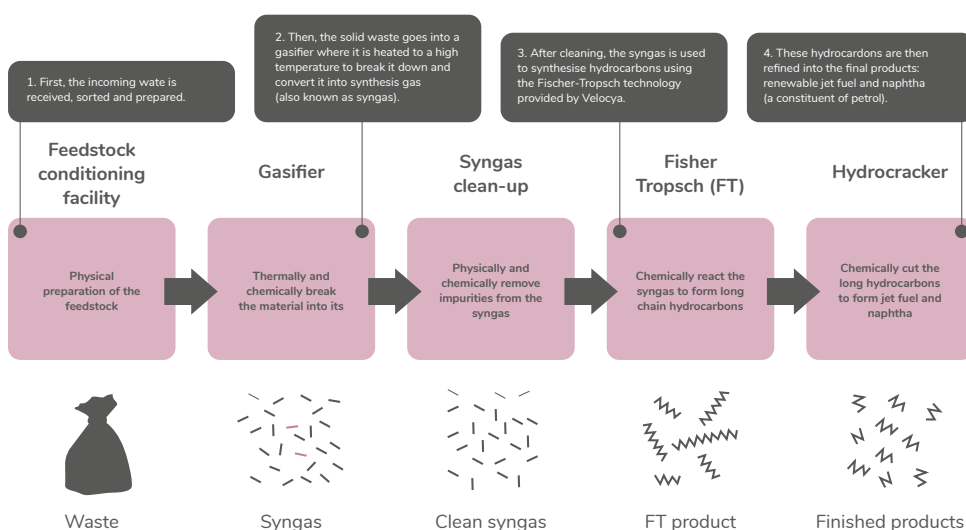 1. First, the incoming wate is
received, sorted and prepared.
2. Then, the solid waste goes into a
gasifier where it is heated to a high
temperature to break it down and
convert it into synthesis gas
(also known as syngas).
3. After cleaning, the syngas is used
to synthesise hydrocarbons using
the Fischer-Tropsch technology
provided by Velocya.
4. These hydrocardons are then
refined into the final products:
renewable jet fuel and naphtha
(a constituent of petrol).
Feedstock
conditioning
facility
Gasifier
Syngas
clean-up
Fisher
Tropsch (FT)
Hydrocracker
Physical
preparation of the
feedstock
Thermally and
chemically break
the material into its
Physically and
chemically remove
impurities from the
syngas
Chemically react the
syngas to form long
chain hydrocarbons
Chemically cut the
long hydrocarbons
to form jet fuel and
naphtha
Waste
Syngas
Clean syngas
FT product
Finished products